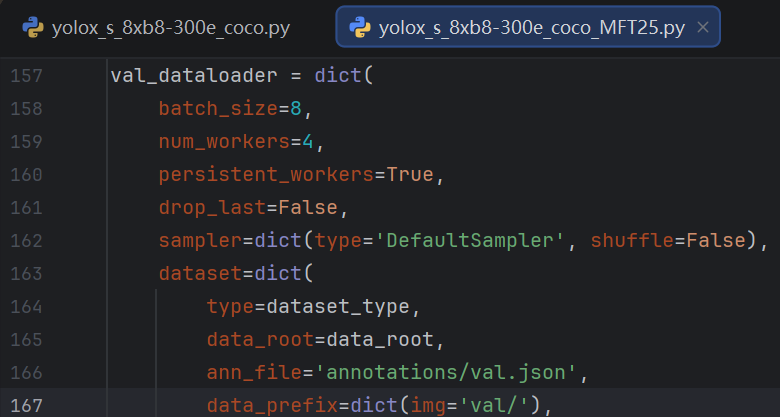 yolox_s_8xb8-300e_coco.py yolox_s_8xb8-300e_coco_MFT25.py ×
157 val_dataloader = dict(
158 batch_size=8,
159 num_workers=4,
160 persistent_workers=True,
161 drop_last=False,
162 sampler=dict(type='DefaultSampler', shuffle=False),
163 dataset=dict(
164 type=dataset_type,
165 data_root=data_root,
166 ann_file='annotations/val.json',
167 data_prefix=dict(img='val/'),